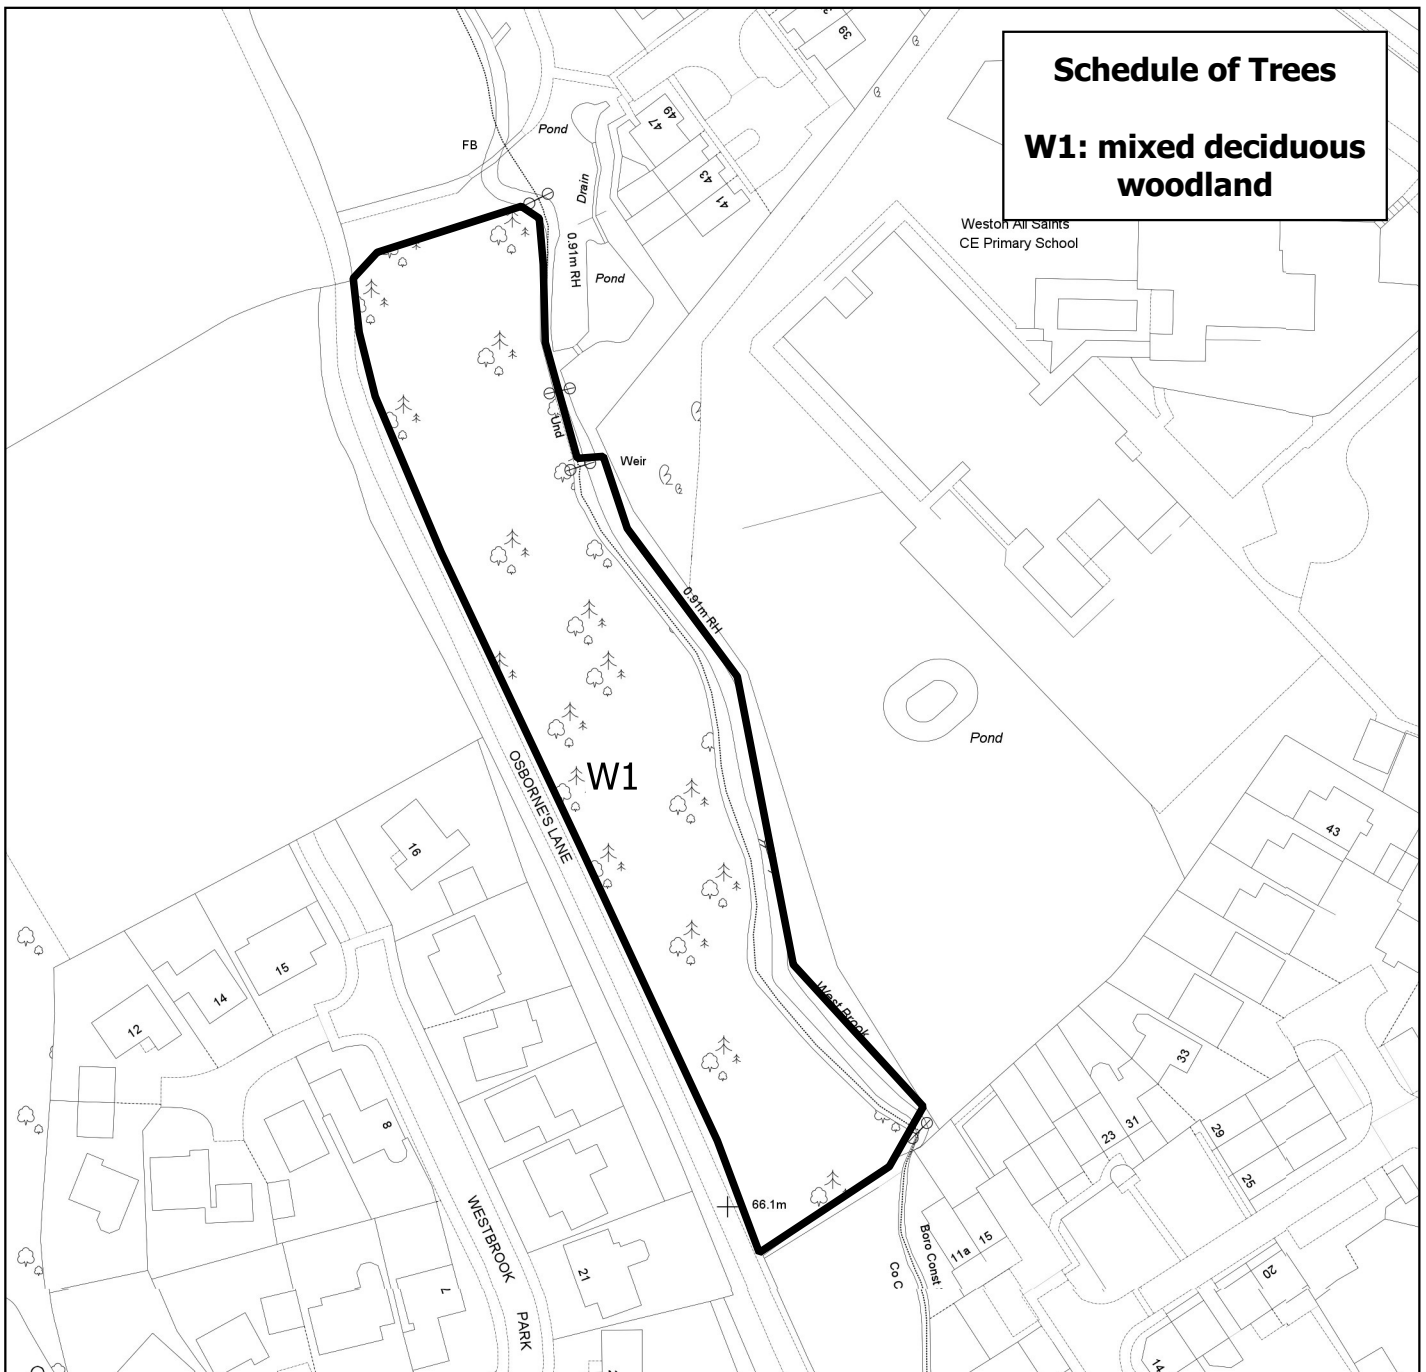 Schedule of Trees
W1: mixed deciduous
woodland
39
49
47
43
41
FB
Pond
Drain
0.91m RH
Pond
Weston All Saints
CE Primary School
Und
Weir
0.91m RH
Pond
OSBORNE'S LANE
W1
16
15
14
12
43
West Brook
33
31
23
29
25
8
66.1m
WESTBROOK
PARK
21
7
Co C
Boro Const
11a
15
20
14